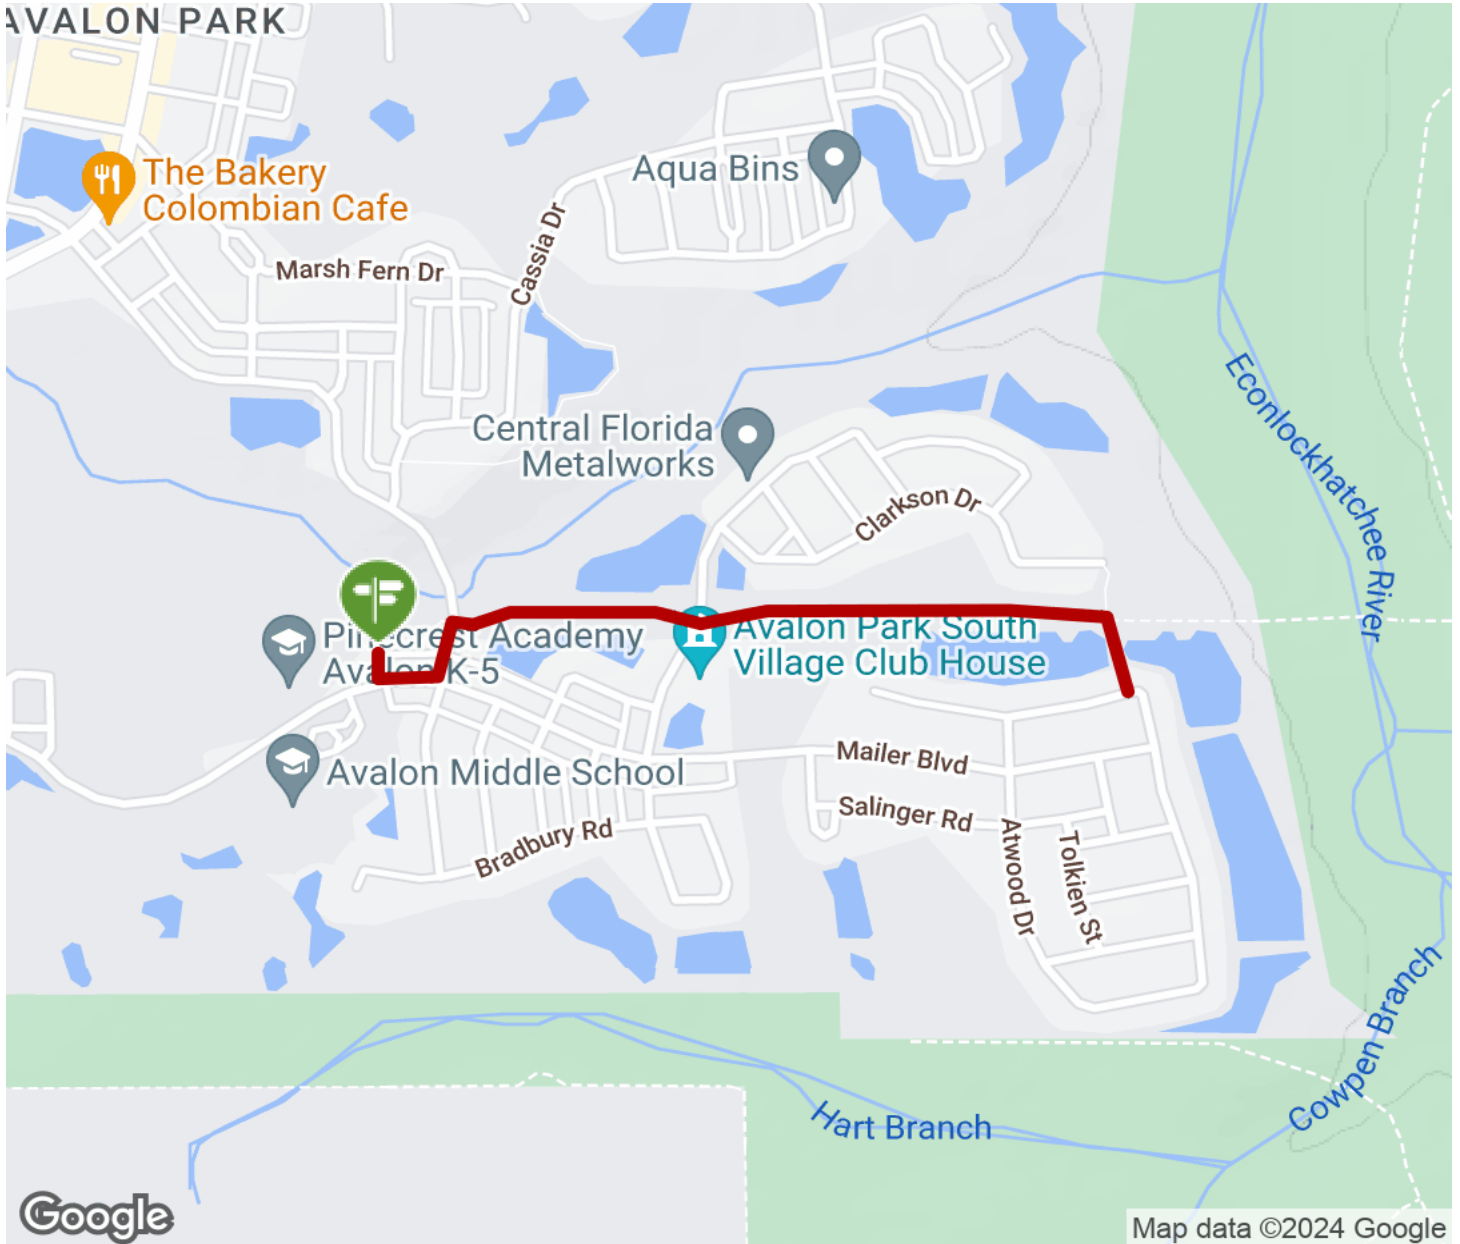 AVALON PARK
The Bakery
Colombian Cafe
Aqua Bins
Marsh Fern Dr
Cassia Dr
Central Florida
Metalworks
Clarkson Dr
Econlockhatchee River
Pinecrest Academy
Avalon K-5
Avalon Park South
Village Club House
Avalon Middle School
Mailer Blvd
Salinger Rd
Bradbury Rd
Atwood Dr
Tolkien St
Cowpen Branch
Hart Branch
Google
Map data ©2024 Google